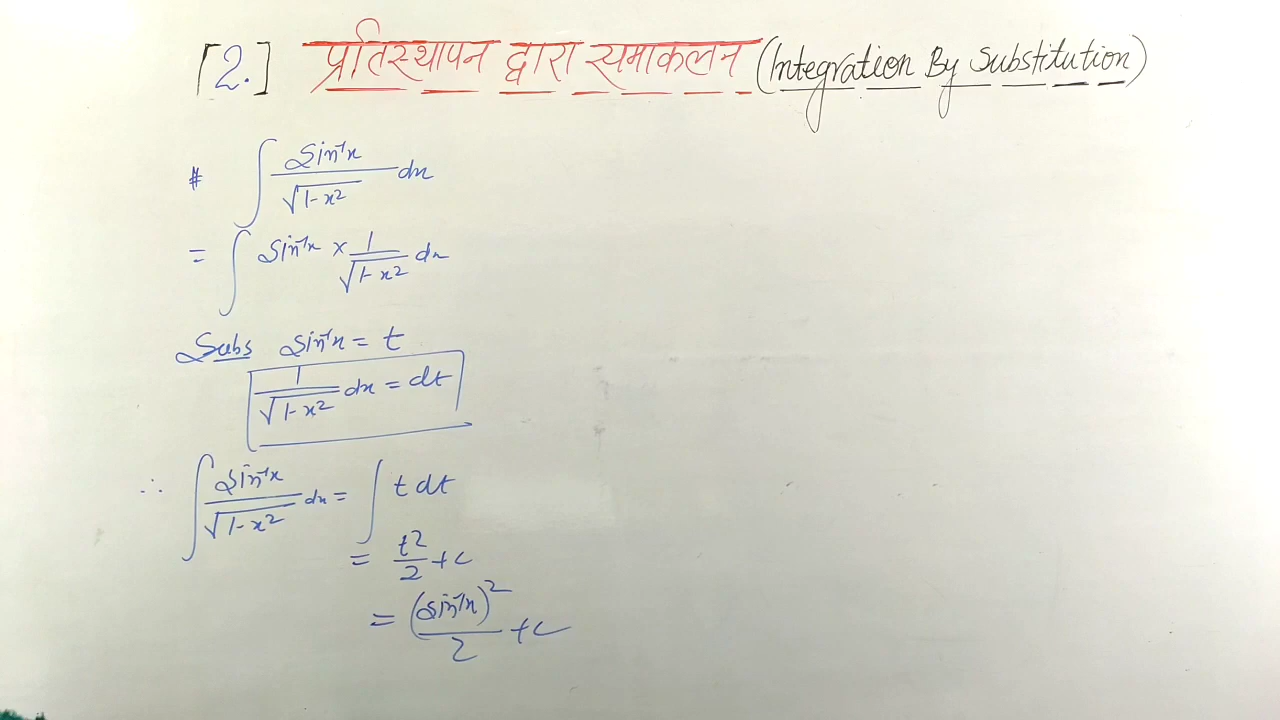 [2.] प्रतिस्थापन द्वारा समाकलन (Integration By Substitution)
# ∫ Sin⁻¹x / √1-x² dx
= ∫ Sin⁻¹x × 1/√1-x² dx
Subs Sin⁻¹x = t
1/√1-x² dx = dt
∴ ∫ Sin⁻¹x / √1-x² dx = ∫ t dt
= t²/2 + c
= (Sin⁻¹x)²/2 + c